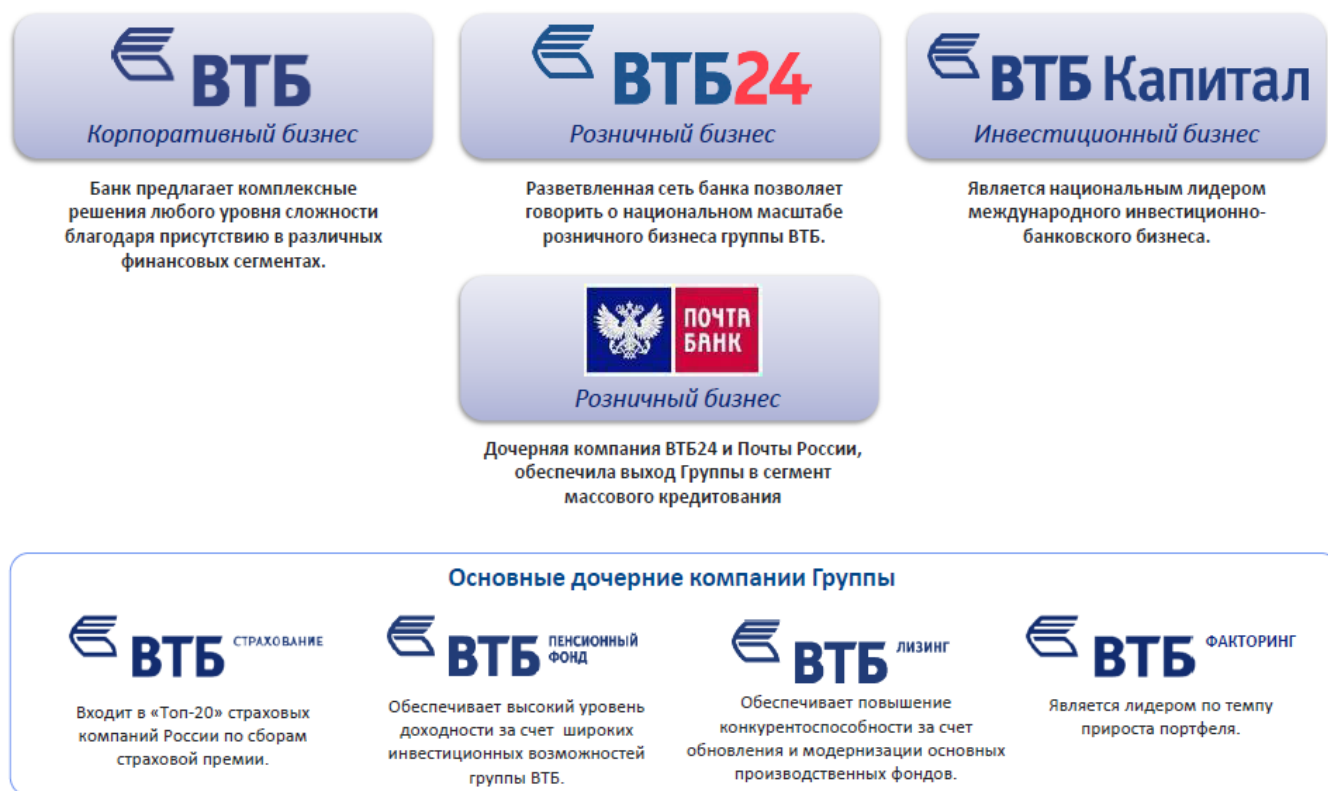 ВТБ
Корпоративный бизнес
Банк предлагает комплексные
решения любого уровня сложности
благодаря присутствию в различных
финансовых сегментах.
ВТБ24
Розничный бизнес
Разветвленная сеть банка позволяет
говорить о национальном масштабе
розничного бизнеса группы ВТБ.
ВТБ Капитал
Инвестиционный бизнес
Является национальным лидером
международного инвестиционно-
банковского бизнеса.
ПОЧТА
БАНК
Розничный бизнес
Дочерняя компания ВТБ24 и Почты России,
обеспечила выход Группы в сегмент
массового кредитования
Основные дочерние компании Группы
ВТБ СТРАХОВАНИЕ
Входит в «Топ-20» страховых
компаний России по сборам
страховой премии.
ВТБ ПЕНСИОННЫЙ
ФОНД
Обеспечивает высокий уровень
доходности за счет широких
инвестиционных возможностей
группы ВТБ.
ВТБ ЛИЗИНГ
Обеспечивает повышение
конкурентоспособности за счет
обновления и модернизации основных
производственных фондов.
ВТБ ФАКТОРИНГ
Является лидером по темпу
прироста портфеля.